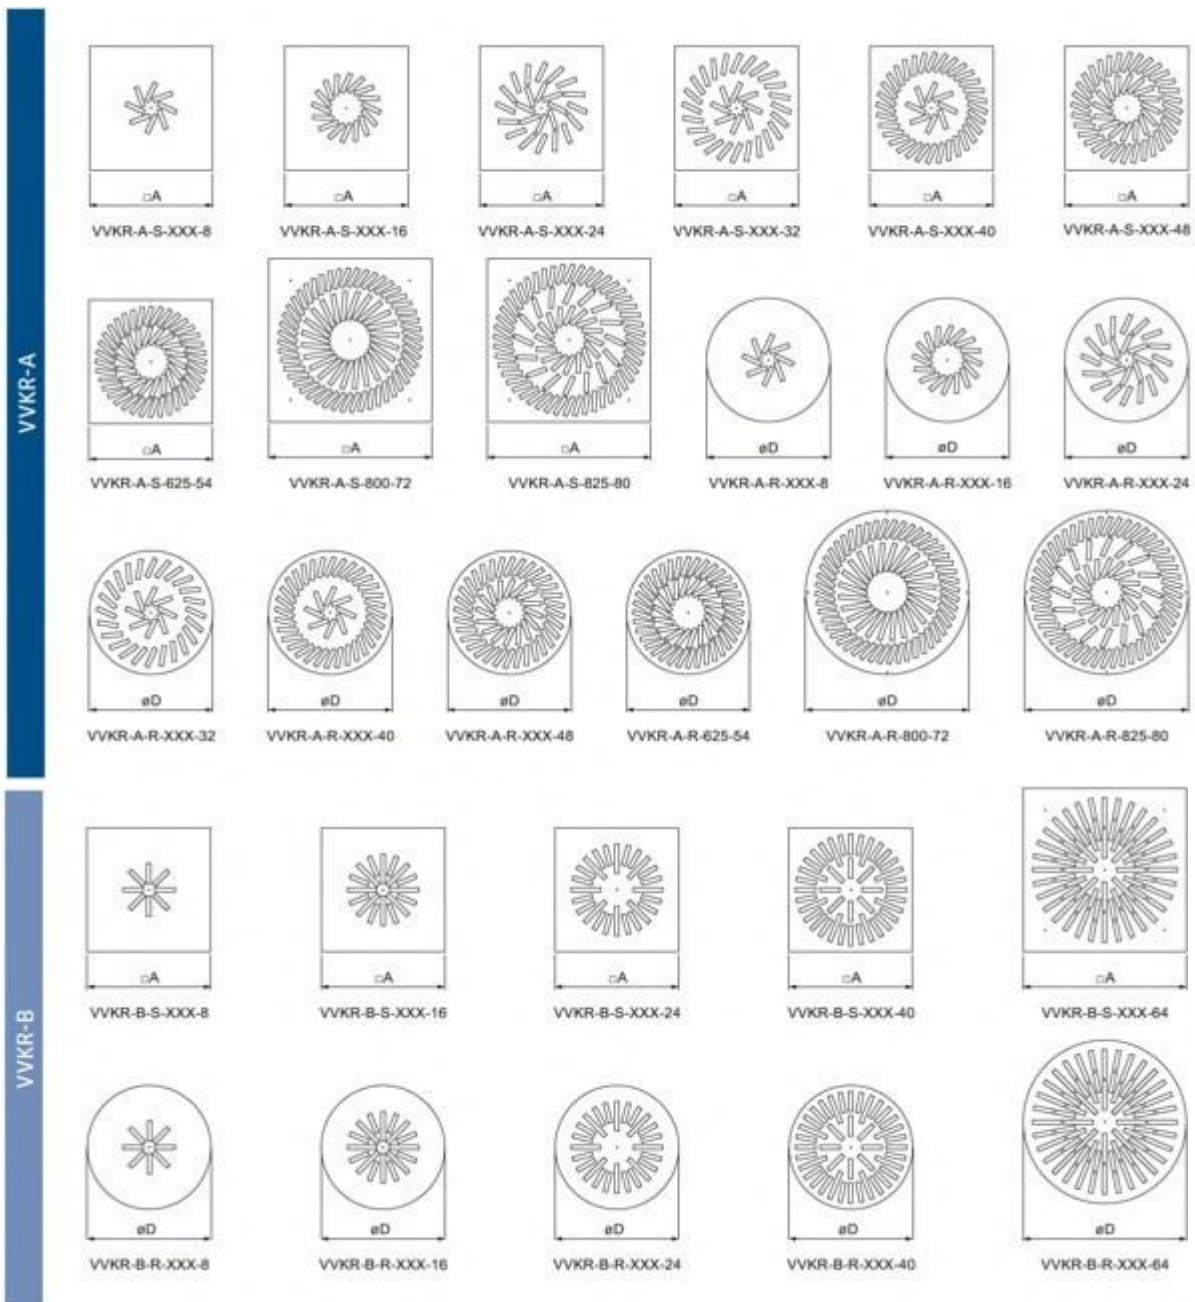 VVKR-A
□A □A □A □A □A □A
VVKR-A-S-XXX-8 VVKR-A-S-XXX-16 VVKR-A-S-XXX-24 VVKR-A-S-XXX-32 VVKR-A-S-XXX-40 VVKR-A-S-XXX-48
□A □A □A øD øD øD
VVKR-A-S-625-54 VVKR-A-S-800-72 VVKR-A-S-825-80 VVKR-A-R-XXX-8 VVKR-A-R-XXX-16 VVKR-A-R-XXX-24
øD øD øD øD øD øD
VVKR-A-R-XXX-32 VVKR-A-R-XXX-40 VVKR-A-R-XXX-48 VVKR-A-R-625-54 VVKR-A-R-800-72 VVKR-A-R-825-80
VVKR-B
□A □A □A □A □A
VVKR-B-S-XXX-8 VVKR-B-S-XXX-16 VVKR-B-S-XXX-24 VVKR-B-S-XXX-40 VVKR-B-S-XXX-64
øD øD øD øD øD
VVKR-B-R-XXX-8 VVKR-B-R-XXX-16 VVKR-B-R-XXX-24 VVKR-B-R-XXX-40 VVKR-B-R-XXX-64